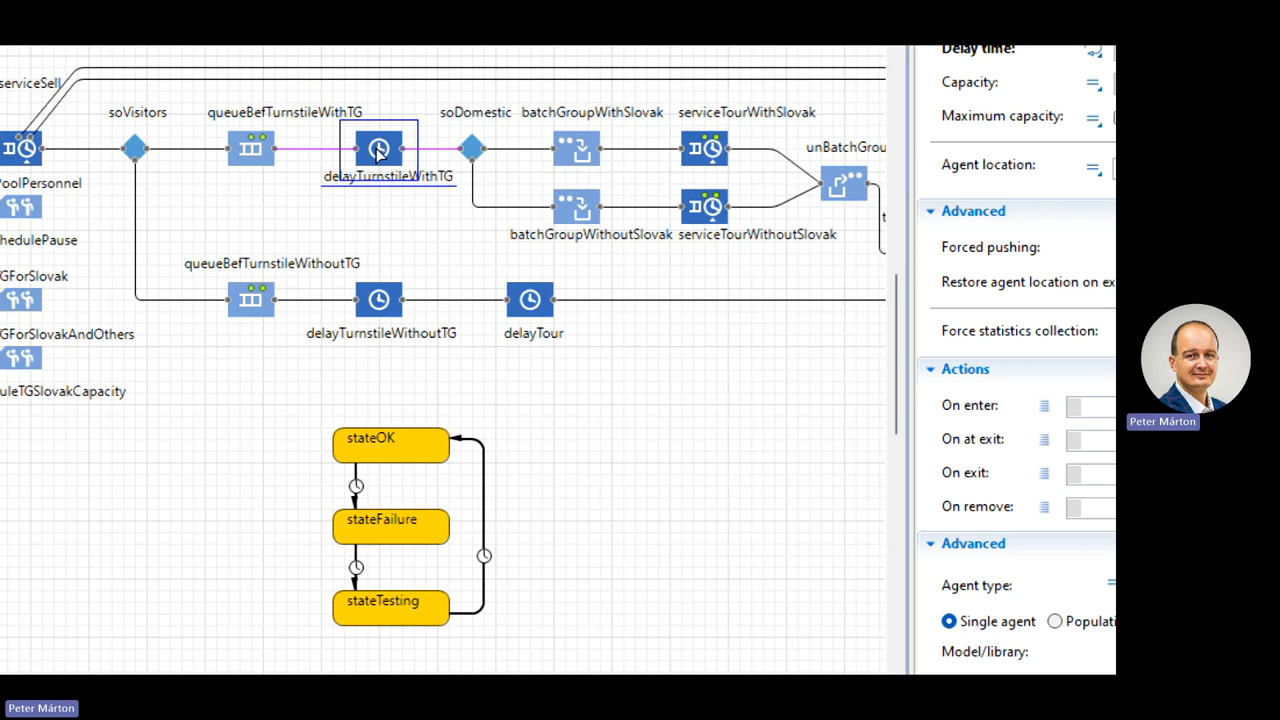 Delay time:
serviceSell
soVisitors
queueBefTurnstileWithTG
soDomestic
batchGroupWithSlovak
serviceTourWithSlovak
Capacity:
Maximum capacity:
unBatchGrou
delayTurnstileWithTG
Agent location:
PoolPersonnel
Advanced
hedulePause
batchGroupWithoutSlovak
serviceTourWithoutSlovak
Forced pushing:
queueBefTurnstileWithoutTG
GForSlovak
Restore agent location on ex
GForSlovakAndOthers
delayTurnstileWithoutTG
delayTour
Force statistics collection:
Actions
uleTGSlovakCapacity
On enter:
stateOK
On at exit:
On exit:
On remove:
stateFailure
Advanced
Agent type:
stateTesting
Single agent
Populati
Model/library:
Peter Márton
Peter Márton